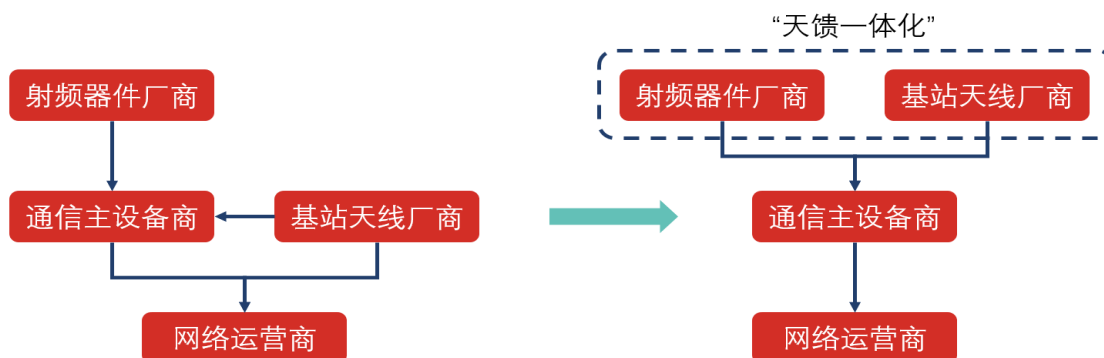 “天馈一体化”
射频器件厂商
射频器件厂商
基站天线厂商
通信主设备商
基站天线厂商
通信主设备商
网络运营商
网络运营商